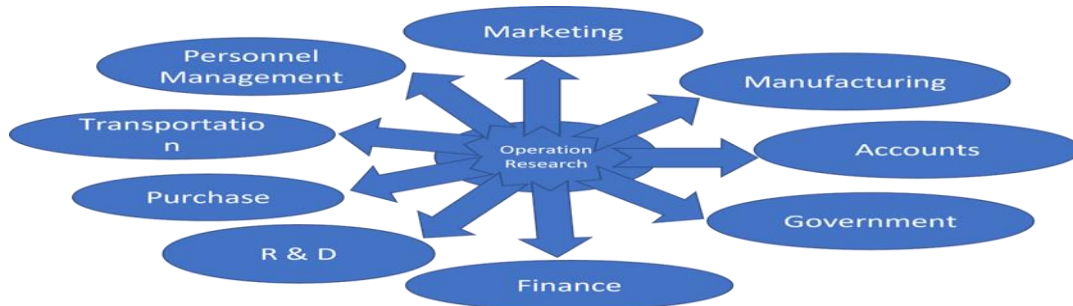 Marketing
Personnel
Management
Manufacturing
Transportatio
n
Operation
Research
Accounts
Purchase
Government
R & D
Finance